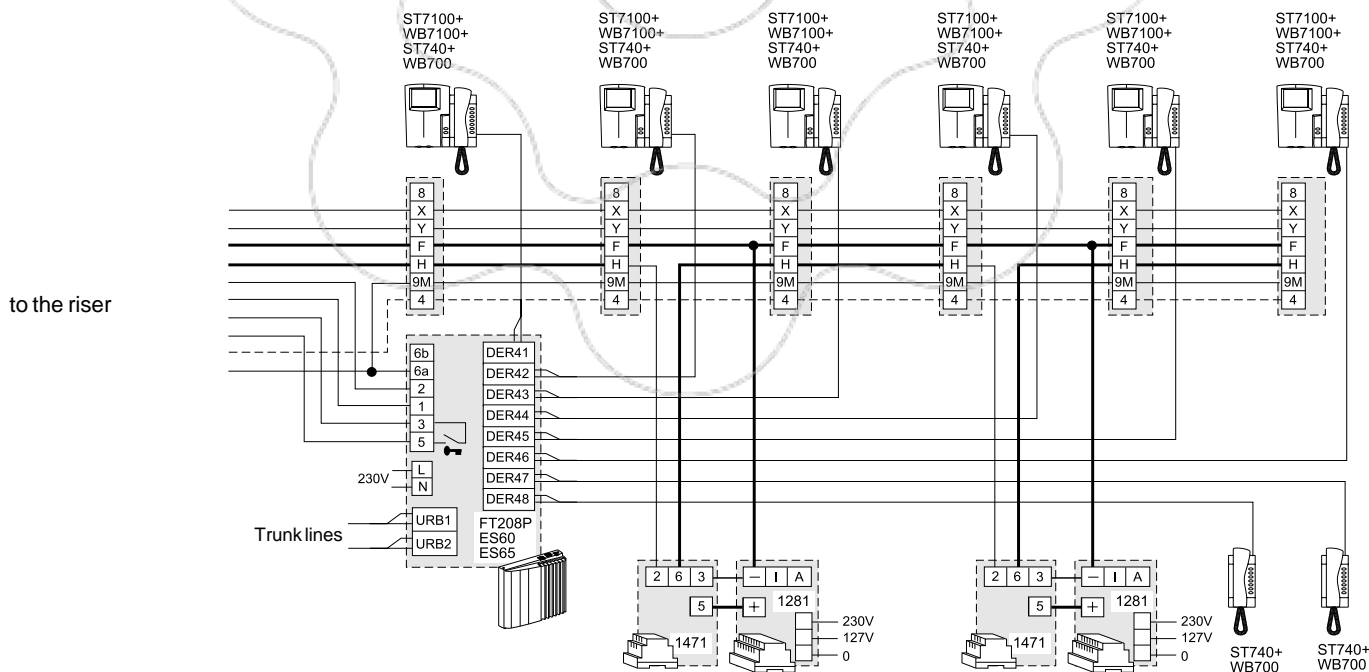 ST7100+
WB7100+
ST740+
WB700
ST7100+
WB7100+
ST740+
WB700
ST7100+
WB7100+
ST740+
WB700
ST7100+
WB7100+
ST740+
WB700
ST7100+
WB7100+
ST740+
WB700
ST7100+
WB7100+
ST740+
WB700
8
X
Y
F
H
9M
4
8
X
Y
F
H
9M
4
8
X
Y
F
H
9M
4
8
X
Y
F
H
9M
4
8
X
Y
F
H
9M
4
8
X
Y
F
H
9M
4
to the riser
6b
6a
2
1
3
5
L
N
230V
URB1
URB2
Trunk lines
DER41
DER42
DER43
DER44
DER45
DER46
DER47
DER48
FT208P
ES60
ES65
2 6 3
5
1471
– I A
+
1281
230V
127V
0
2 6 3
5
1471
– I A
+
1281
230V
127V
0
ST740+
WB700
ST740+
WB700